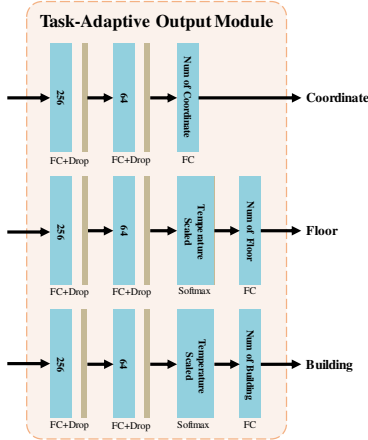 Task-Adaptive Output Module
256
64
Num of Coordinate
Coordinate
FC+Drop
FC+Drop
FC
256
64
Temperature
Scaled
Num of Floor
Floor
FC+Drop
FC+Drop
Softmax
FC
256
64
Temperature
Scaled
Num of Building
Building
FC+Drop
FC+Drop
Softmax
FC